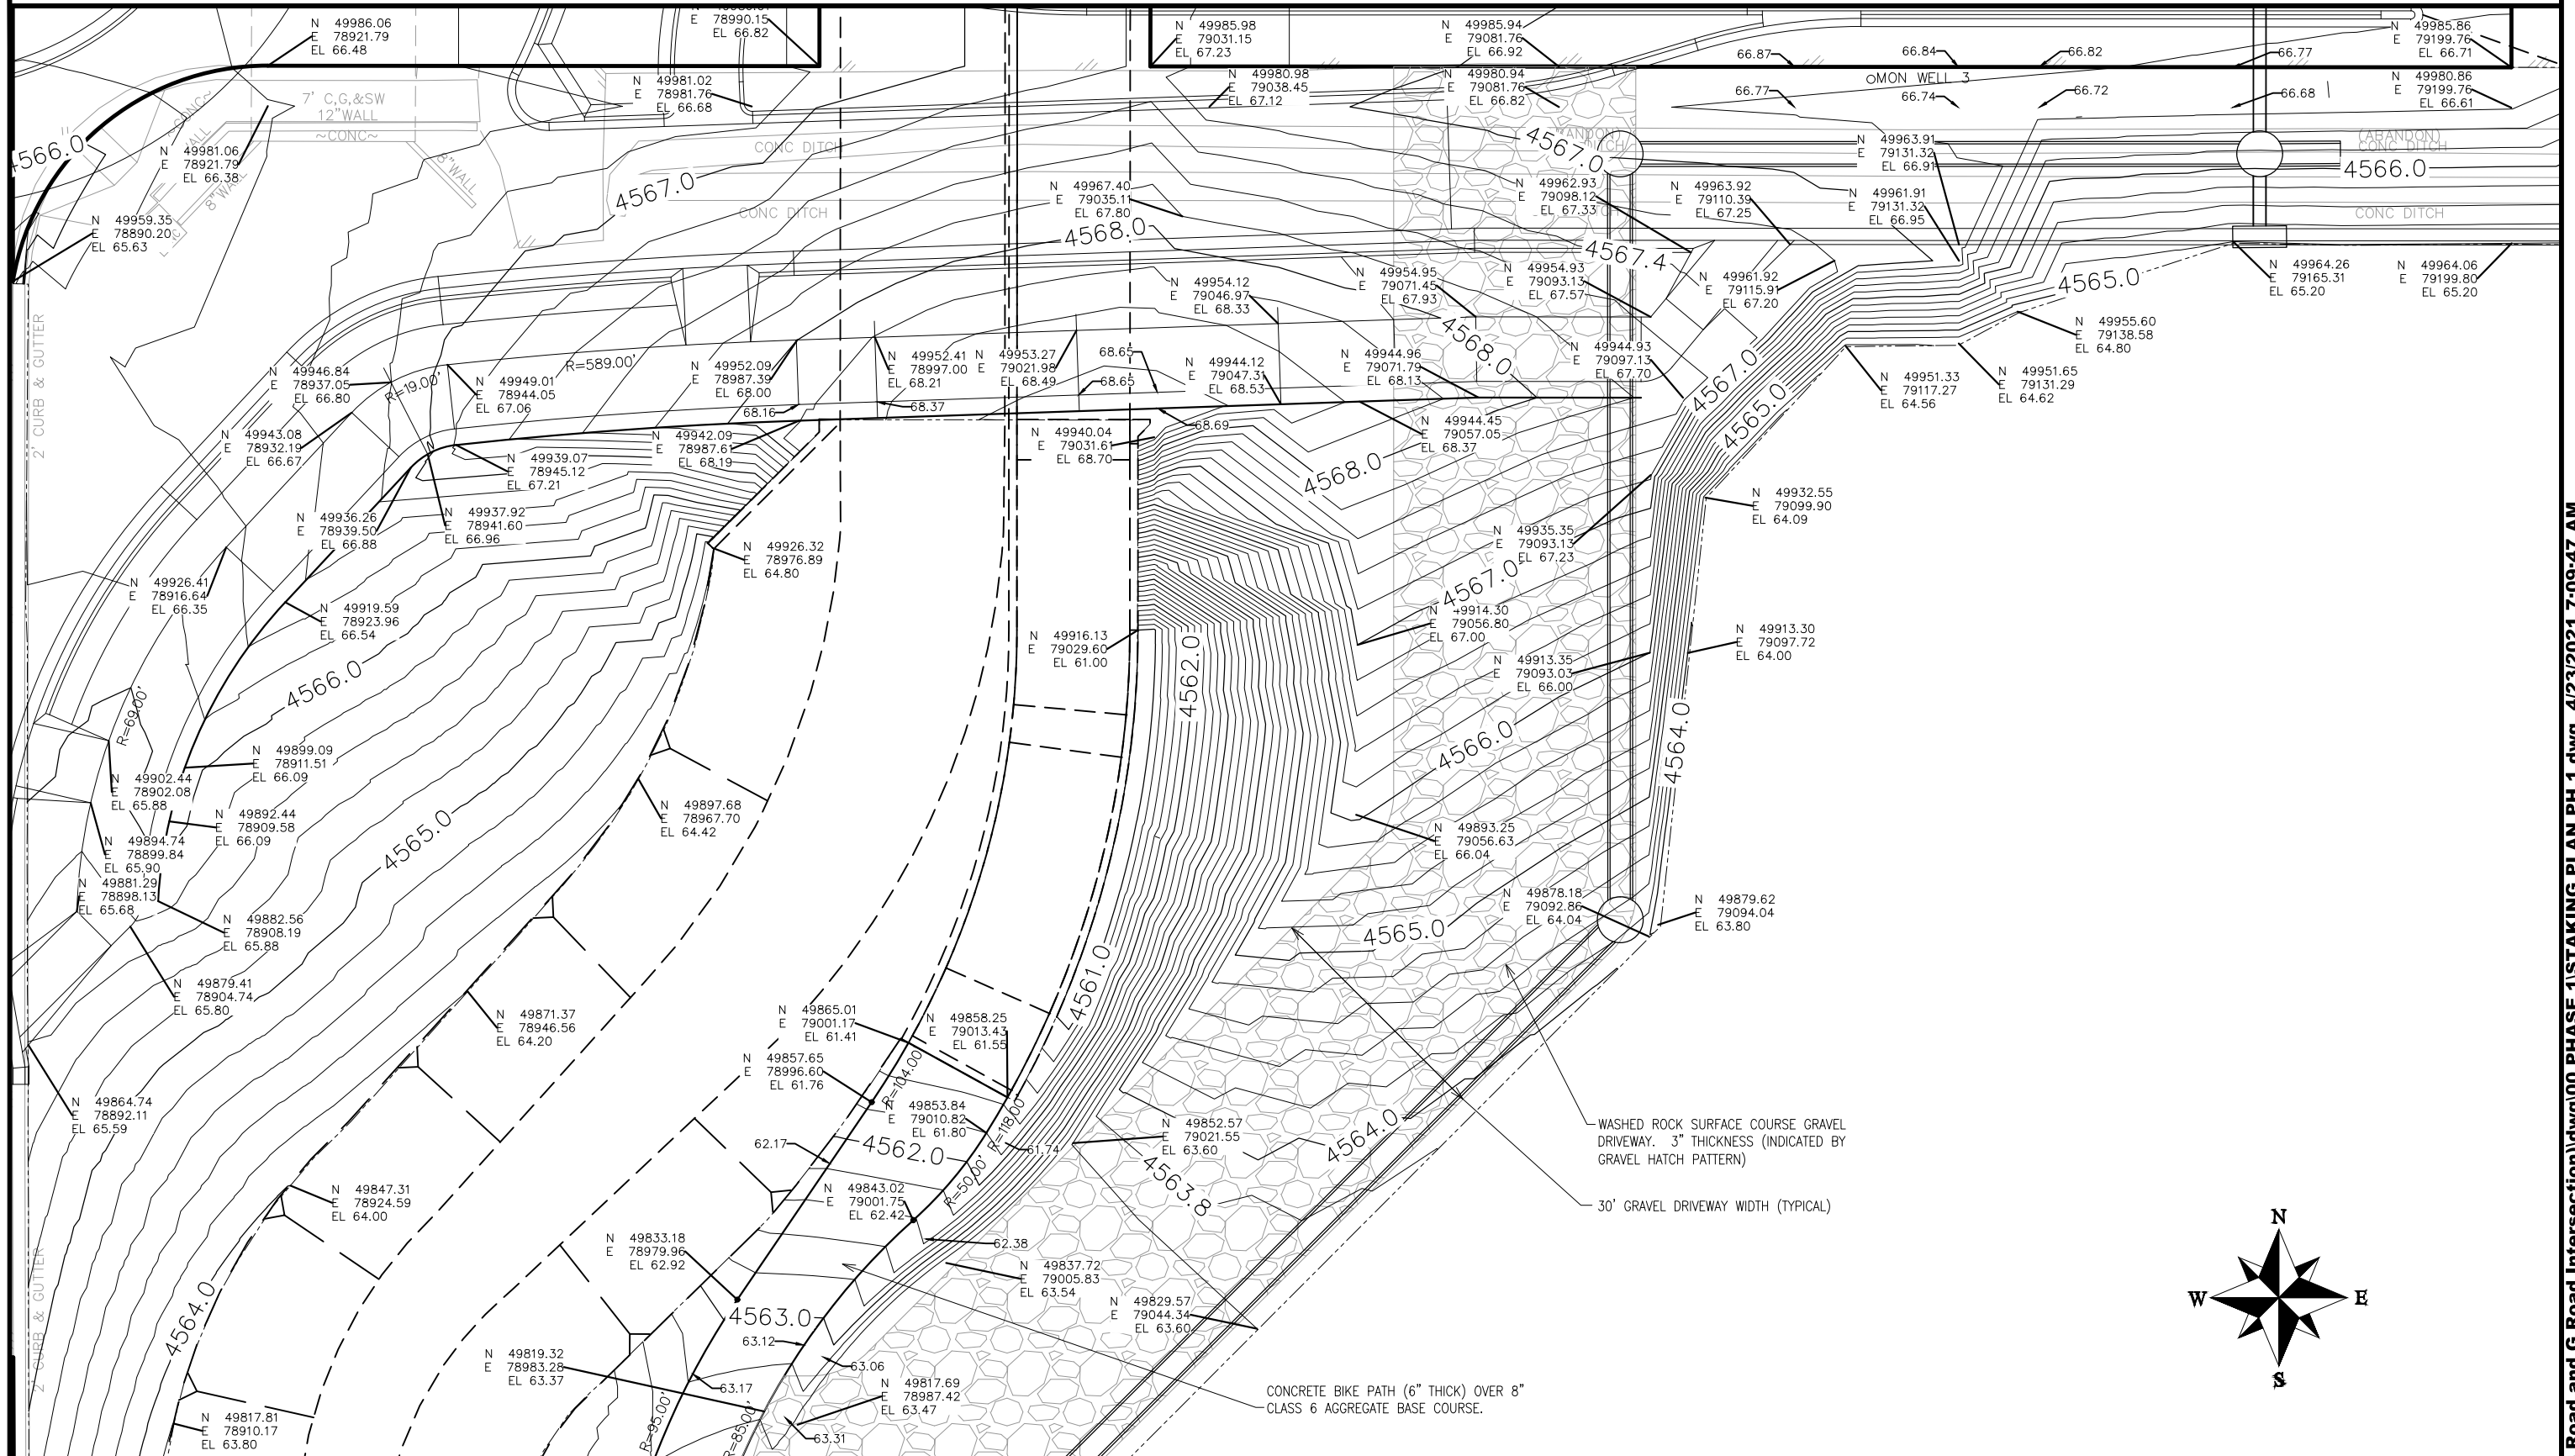 N 49986.06
E 78921.79
EL 66.48
E 78990.15
EL 66.82
N 49985.98
E 79031.15
EL 67.23
N 49985.94
E 79081.76
EL 66.92
66.87
66.84
66.82
66.77
N 49985.86
E 79199.76
EL 66.71
N 49981.02
E 78981.76
EL 66.68
N 49980.98
E 79038.45
EL 67.12
N 49980.94
E 79081.76
EL 66.82
MON WELL 3
66.77
66.74
66.72
66.68
N 49980.86
E 79199.76
EL 66.61
~CONC~
7' C,G,&SW
12"WALL
~CONC~
8"WALL
8"WALL
4566.0
N 49981.06
E 78921.79
EL 66.38
CONC DITCH
4567.0
N 49963.91
E 79131.32
EL 66.91
(ABANDON)
CONC DITCH
4566.0
4567.0
N 49967.40
E 79035.11
EL 67.80
N 49962.93
E 79098.12
EL 67.33
N 49963.92
E 79110.39
EL 67.25
N 49961.91
E 79131.32
EL 66.95
N 49959.35
E 78890.20
EL 65.63
CONC DITCH
4568.0
CONC DITCH
4567.4
N 49954.12
E 79046.97
EL 68.33
N 49954.95
E 79071.45
EL 67.93
N 49954.93
E 79093.13
EL 67.57
N 49961.92
E 79115.91
EL 67.20
4565.0
N 49964.26
E 79165.31
EL 65.20
N 49964.06
E 79199.80
EL 65.20
2' CURB & GUTTER
N 49955.60
E 79138.58
EL 64.80
N 49946.84
E 78937.05
EL 66.80
R=19.00'
N 49949.01
E 78944.05
EL 67.06
R=589.00'
N 49952.09
E 78987.39
EL 68.00
68.16
N 49952.41
E 78997.00
EL 68.21
68.37
N 49953.27
E 79021.98
EL 68.49
68.65
68.65
N 49944.12
E 79047.31
EL 68.53
N 49944.96
E 79071.79
EL 68.13
4568.0
N 49944.93
E 79097.13
EL 67.70
4567.0
4565.0
N 49951.33
E 79117.27
EL 64.56
N 49951.65
E 79131.29
EL 64.62
68.69
N 49943.08
E 78932.19
EL 66.67
N 49942.09
E 78987.61
EL 68.19
N 49940.04
E 79031.61
EL 68.70
N 49944.45
E 79057.05
EL 68.37
N 49939.07
E 78945.12
EL 67.21
4568.0
N 49936.26
E 78939.50
EL 66.88
N 49937.92
E 78941.60
EL 66.96
N 49932.55
E 79099.90
EL 64.09
N 49926.32
E 78976.89
EL 64.80
N 49935.35
E 79093.13
EL 67.23
N 49926.41
E 78916.64
EL 66.35
4567.0
N 49919.59
E 78923.96
EL 66.54
N 49914.30
E 79056.80
EL 67.00
N 49916.13
E 79029.60
EL 61.00
N 49913.30
E 79097.72
EL 64.00
4562.0
N 49913.35
E 79093.03
EL 66.00
4566.0
R=69.00'
4564.0
4566.0
N 49899.09
E 78911.51
EL 66.09
N 49902.44
E 78902.08
EL 65.88
N 49892.44
E 78909.58
EL 66.09
4565.0
N 49897.68
E 78967.70
EL 64.42
N 49893.25
E 79056.63
EL 66.04
N 49894.74
E 78899.84
EL 65.90
N 49881.29
E 78898.13
EL 65.68
N 49882.56
E 78908.19
EL 65.88
N 49878.18
E 79092.86
EL 64.04
N 49879.62
E 79094.04
EL 63.80
4565.0
N 49879.41
E 78904.74
EL 65.80
4561.0
N 49871.37
E 78946.56
EL 64.20
N 49865.01
E 79001.17
EL 61.41
N 49858.25
E 79013.43
EL 61.55
N 49857.65
E 78996.60
EL 61.76
R=104.00'
N 49864.74
E 78892.11
EL 65.59
N 49853.84
E 79010.82
EL 61.80
R=118.00'
61.74
N 49852.57
E 79021.55
EL 63.60
4564.0
WASHED ROCK SURFACE COURSE GRAVEL
DRIVEWAY. 3" THICKNESS (INDICATED BY
GRAVEL HATCH PATTERN)
62.17
4562.0
R=50.00'
4563.8
N 49847.31
E 78924.59
EL 64.00
N 49843.02
E 79001.75
EL 62.42
30' GRAVEL DRIVEWAY WIDTH (TYPICAL)
N
W
E
S
62.38
N 49833.18
E 78979.96
EL 62.92
N 49837.72
E 79005.83
EL 63.54
2' CURB & GUTTER
4564.0
4563.0
N 49829.57
E 79044.34
EL 63.60
63.12
63.06
N 49819.32
E 78983.28
EL 63.37
63.17
N 49817.69
E 78987.42
EL 63.47
CONCRETE BIKE PATH (6" THICK) OVER 8"
CLASS 6 AGGREGATE BASE COURSE.
N 49817.81
E 78910.17
EL 63.80
R=95.00'
R=85.00'
63.31
Road and G Road Intersection\dwg\00 PHASE 1\STAKING PLAN PH 1.dwg, 4/23/2021 7:09:47 AM